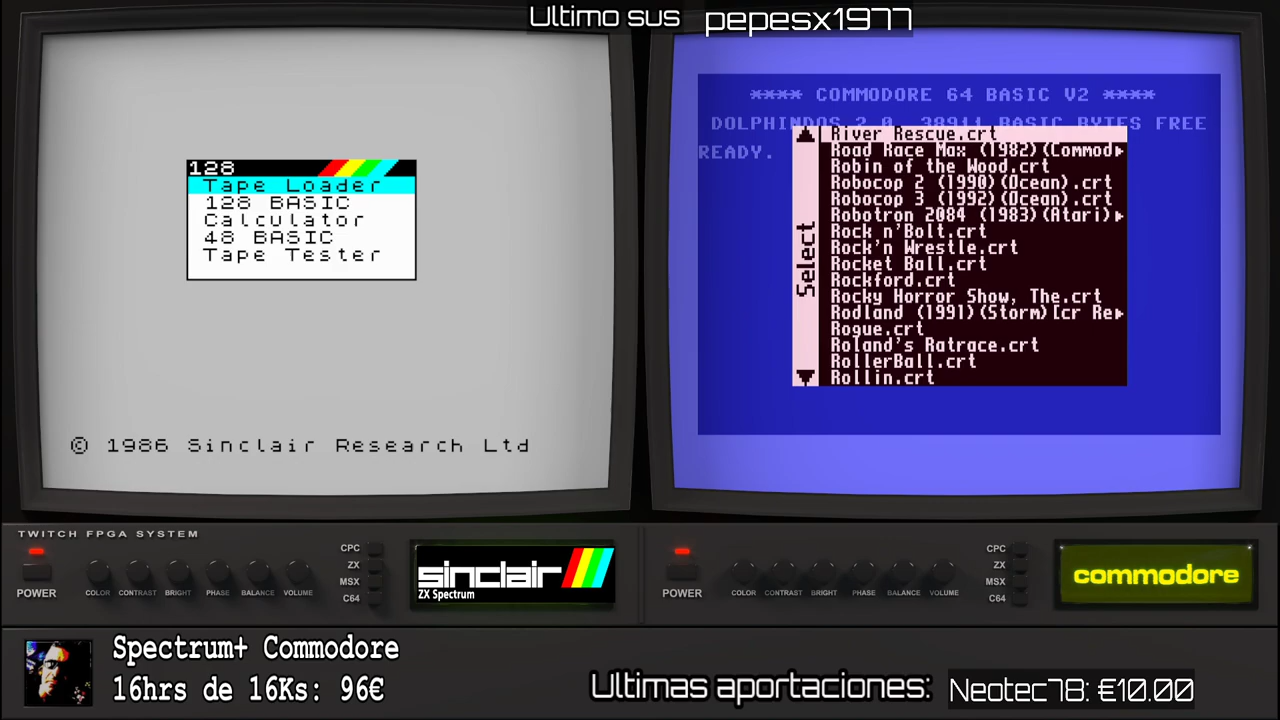 Ultimo sus pepesx1977
128
Tape Loader
128 BASIC
Calculator
48 BASIC
Tape Tester
© 1986 Sinclair Research Ltd
**** COMMODORE 64 BASIC V2 ****
DOLPHINDOS 2.0 38911 BASIC BYTES FREE
READY.
Select
River Rescue.crt
Road Race Max (1982)(Commod
Robin of the Wood.crt
Robocop 2 (1990)(Ocean).crt
Robocop 3 (1992)(Ocean).crt
Robotron 2084 (1983)(Atari)
Rock n'Bolt.crt
Rock'n Wrestle.crt
Rocket Ball.crt
Rockford.crt
Rocky Horror Show, The.crt
Rodland (1991)(Storm)[cr Re
Rogue.crt
Roland's Ratrace.crt
RollerBall.crt
Rollin.crt
TWITCH FPGA SYSTEM
POWER
COLOR CONTRAST BRIGHT PHASE BALANCE VOLUME
CPC
ZX
MSX
C64
sinclair
ZX Spectrum
POWER
COLOR CONTRAST BRIGHT PHASE BALANCE VOLUME
CPC
ZX
MSX
C64
commodore
Spectrum+ Commodore
16hrs de 16Ks: 96€
Ultimas aportaciones: Neotec78: €10.00